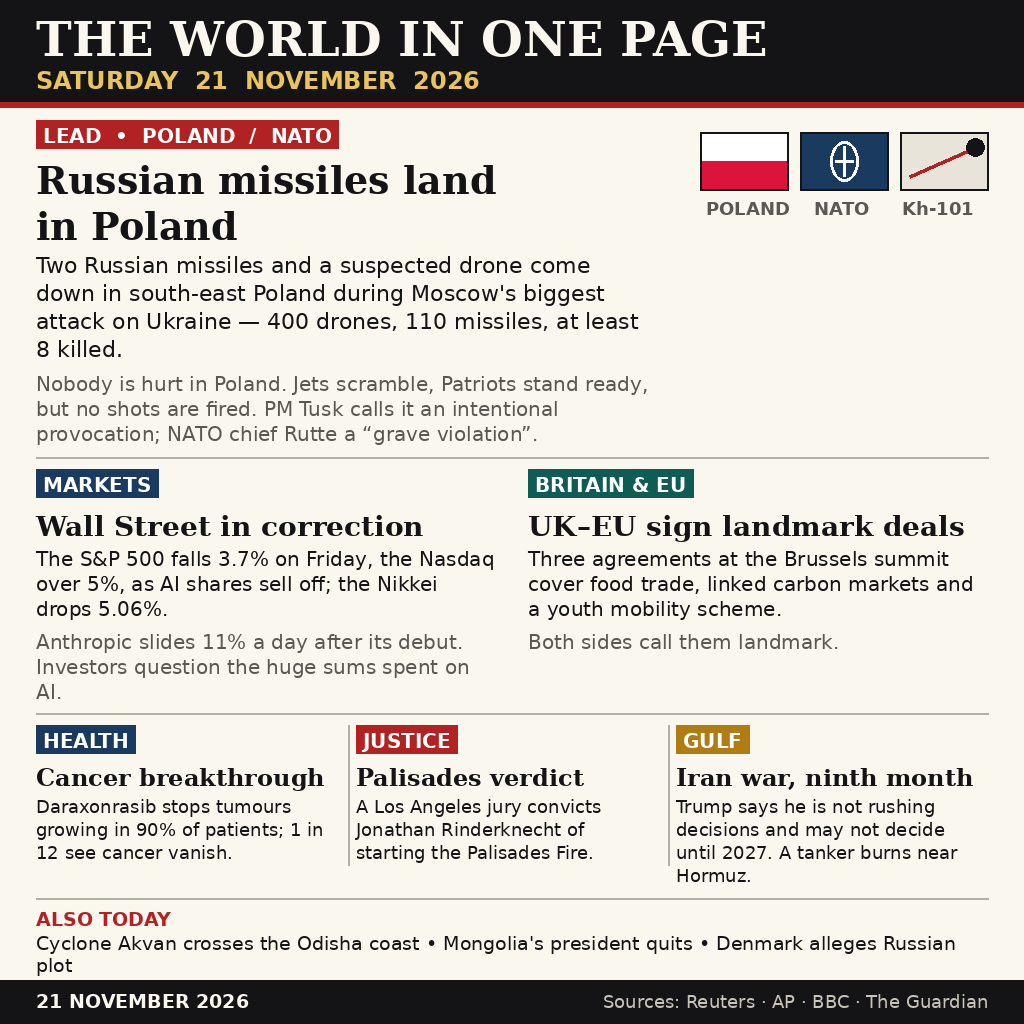 THE WORLD IN ONE PAGE
SATURDAY 21 NOVEMBER 2026
LEAD • POLAND / NATO
Russian missiles land
in Poland
Two Russian missiles and a suspected drone come
down in south-east Poland during Moscow's biggest
attack on Ukraine — 400 drones, 110 missiles, at least
8 killed.
Nobody is hurt in Poland. Jets scramble, Patriots stand ready,
but no shots are fired. PM Tusk calls it an intentional
provocation; NATO chief Rutte a “grave violation”.
POLAND
NATO
Kh-101
MARKETS
Wall Street in correction
The S&P 500 falls 3.7% on Friday, the Nasdaq
over 5%, as AI shares sell off; the Nikkei
drops 5.06%.
Anthropic slides 11% a day after its debut.
Investors question the huge sums spent on
AI.
BRITAIN & EU
UK–EU sign landmark deals
Three agreements at the Brussels summit
cover food trade, linked carbon markets and
a youth mobility scheme.
Both sides call them landmark.
HEALTH
Cancer breakthrough
Daraxonrasib stops tumours
growing in 90% of patients; 1 in
12 see cancer vanish.
JUSTICE
Palisades verdict
A Los Angeles jury convicts
Jonathan Rinderknecht of
starting the Palisades Fire.
GULF
Iran war, ninth month
Trump says he is not rushing
decisions and may not decide
until 2027. A tanker burns near
Hormuz.
ALSO TODAY
Cyclone Akvan crosses the Odisha coast • Mongolia's president quits • Denmark alleges Russian
plot
21 NOVEMBER 2026
Sources: Reuters · AP · BBC · The Guardian